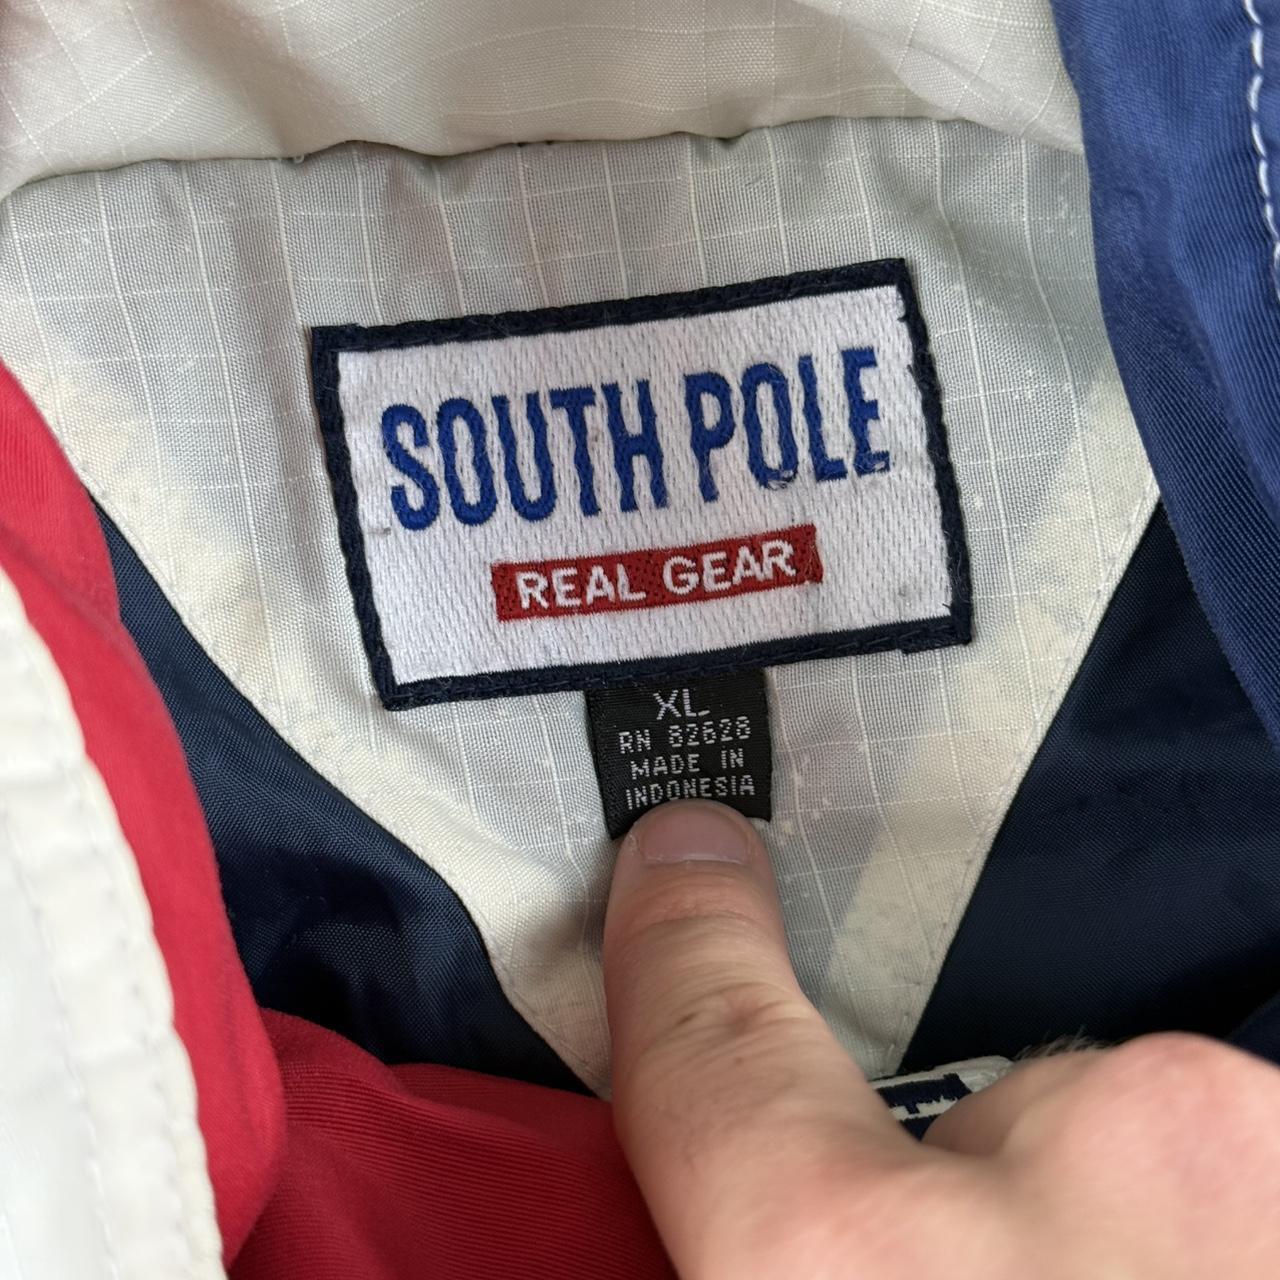 SOUTH POLE
REAL GEAR
XL
RN 82628
MADE IN
INDONESIA